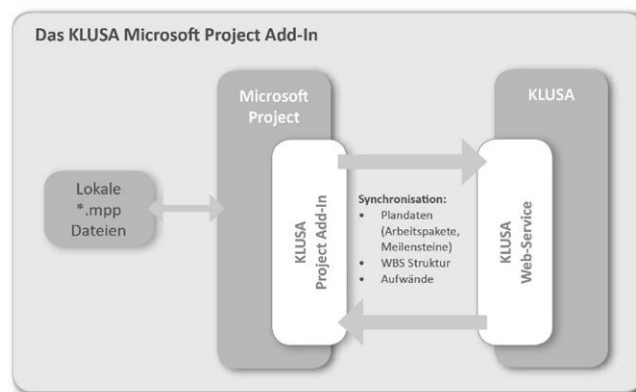 Das KLUSA Microsoft Project Add-In
Microsoft
Project
KLUSA
Lokale
*.mpp
Dateien
KLUSA
Project Add-In
Synchronisation:
• Plandaten
(Arbeitspakete,
Meilensteine)
• WBS Struktur
• Aufwände
KLUSA
Web-Service